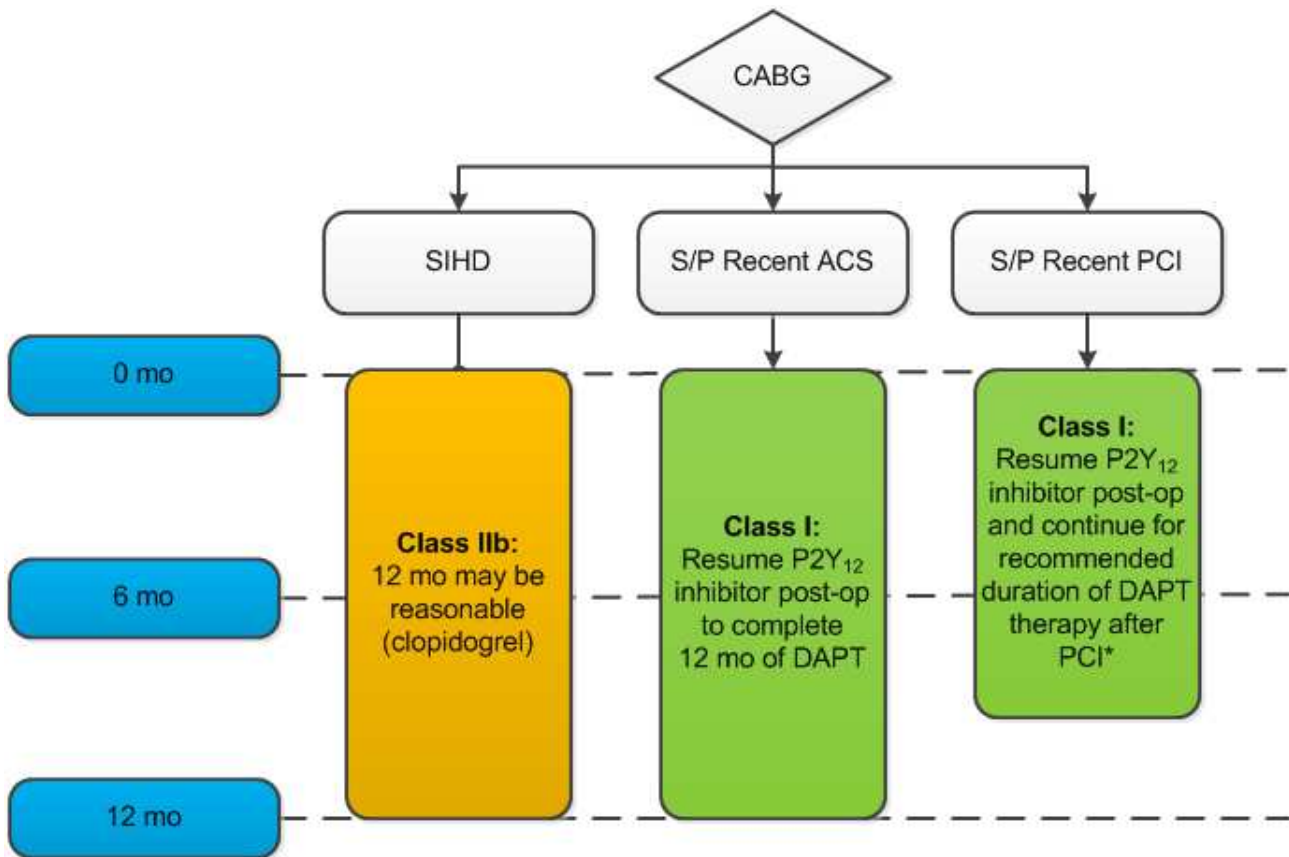 CABG
SIHD
S/P Recent ACS
S/P Recent PCI
0 mo
6 mo
12 mo
Class IIb:
12 mo may be
reasonable
(clopidogrel)
Class I:
Resume P2Y₁₂
inhibitor post-op
to complete
12 mo of DAPT
Class I:
Resume P2Y₁₂
inhibitor post-op
and continue for
recommended
duration of DAPT
therapy after
PCI*